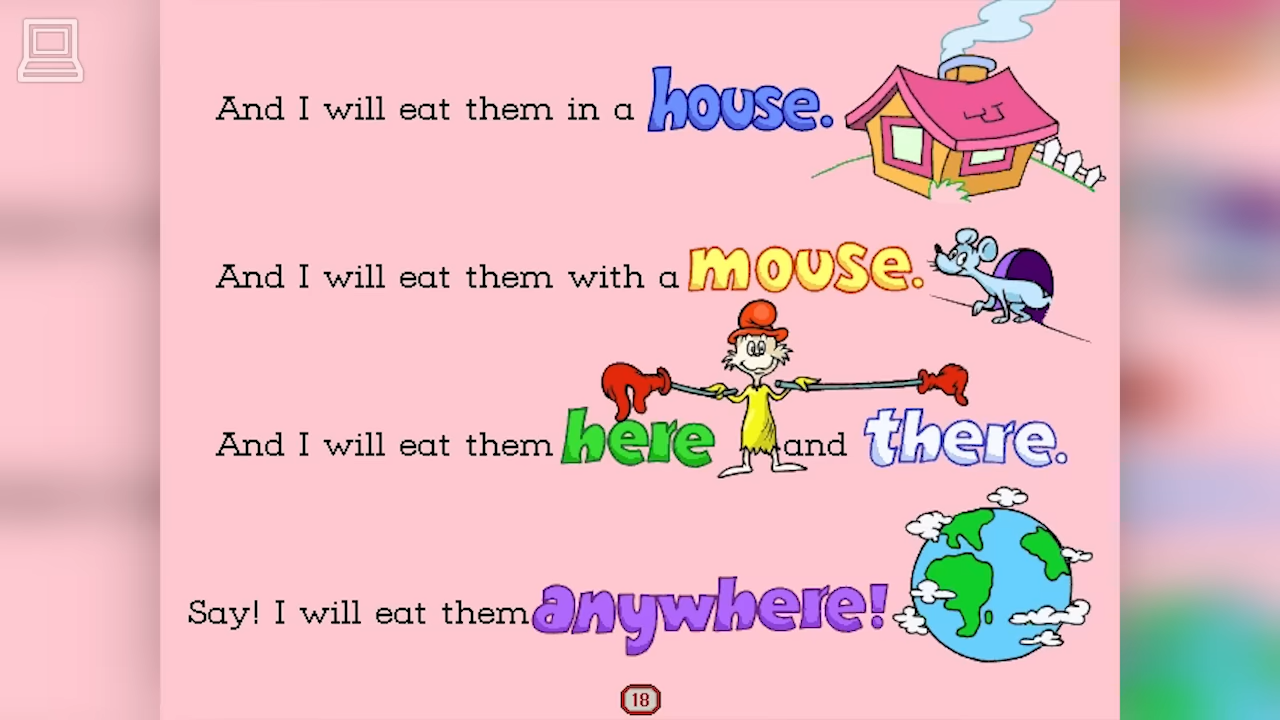 And I will eat them in a house.
And I will eat them with a mouse.
And I will eat them here and there.
Say! I will eat them anywhere!
18